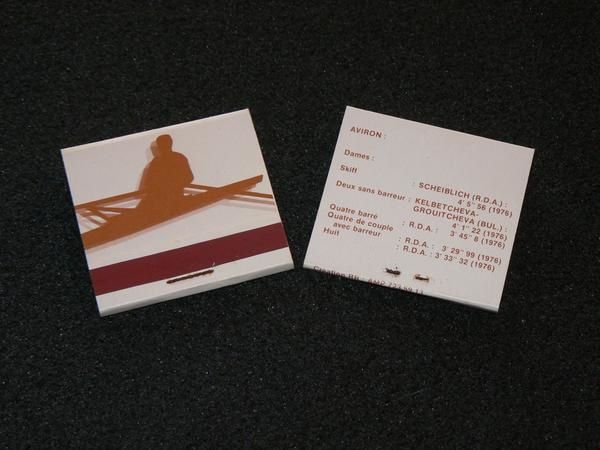 AVIRON :
Dames :
Skiff : SCHEIBLICH (R.D.A.) :
4' 5" 56 (1976)
Deux sans barreur : KELBETCHEVA-
GROUITCHEVA (BUL.) :
4' 1" 22 (1976)
Quatre barré : R.D.A. : 3' 45" 8 (1976)
Quatre de couple
avec barreur : R.D.A. : 3' 29" 99 (1976)
Huit : R.D.A. : 3' 33" 32 (1976)
Création